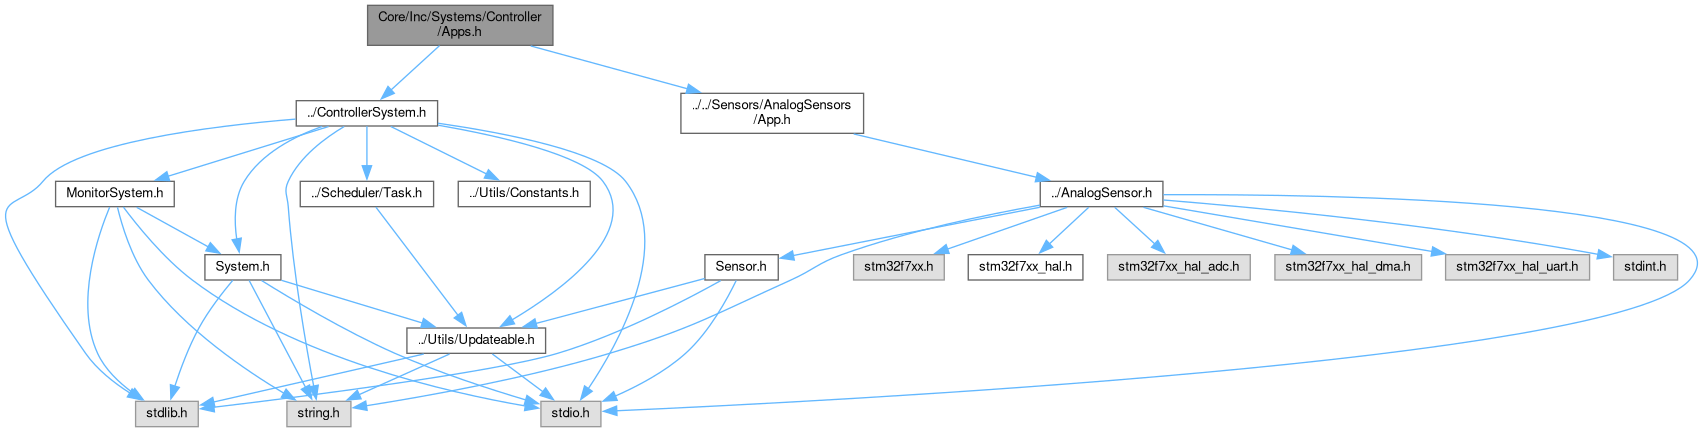 Core/Inc/Systems/Controller
/Apps.h
../ControllerSystem.h
../../Sensors/AnalogSensors
/App.h
MonitorSystem.h
../Scheduler/Task.h
../Utils/Constants.h
../AnalogSensor.h
System.h
Sensor.h
stm32f7xx.h
stm32f7xx_hal.h
stm32f7xx_hal_adc.h
stm32f7xx_hal_dma.h
stm32f7xx_hal_uart.h
stdint.h
../Utils/Updateable.h
stdlib.h
string.h
stdio.h